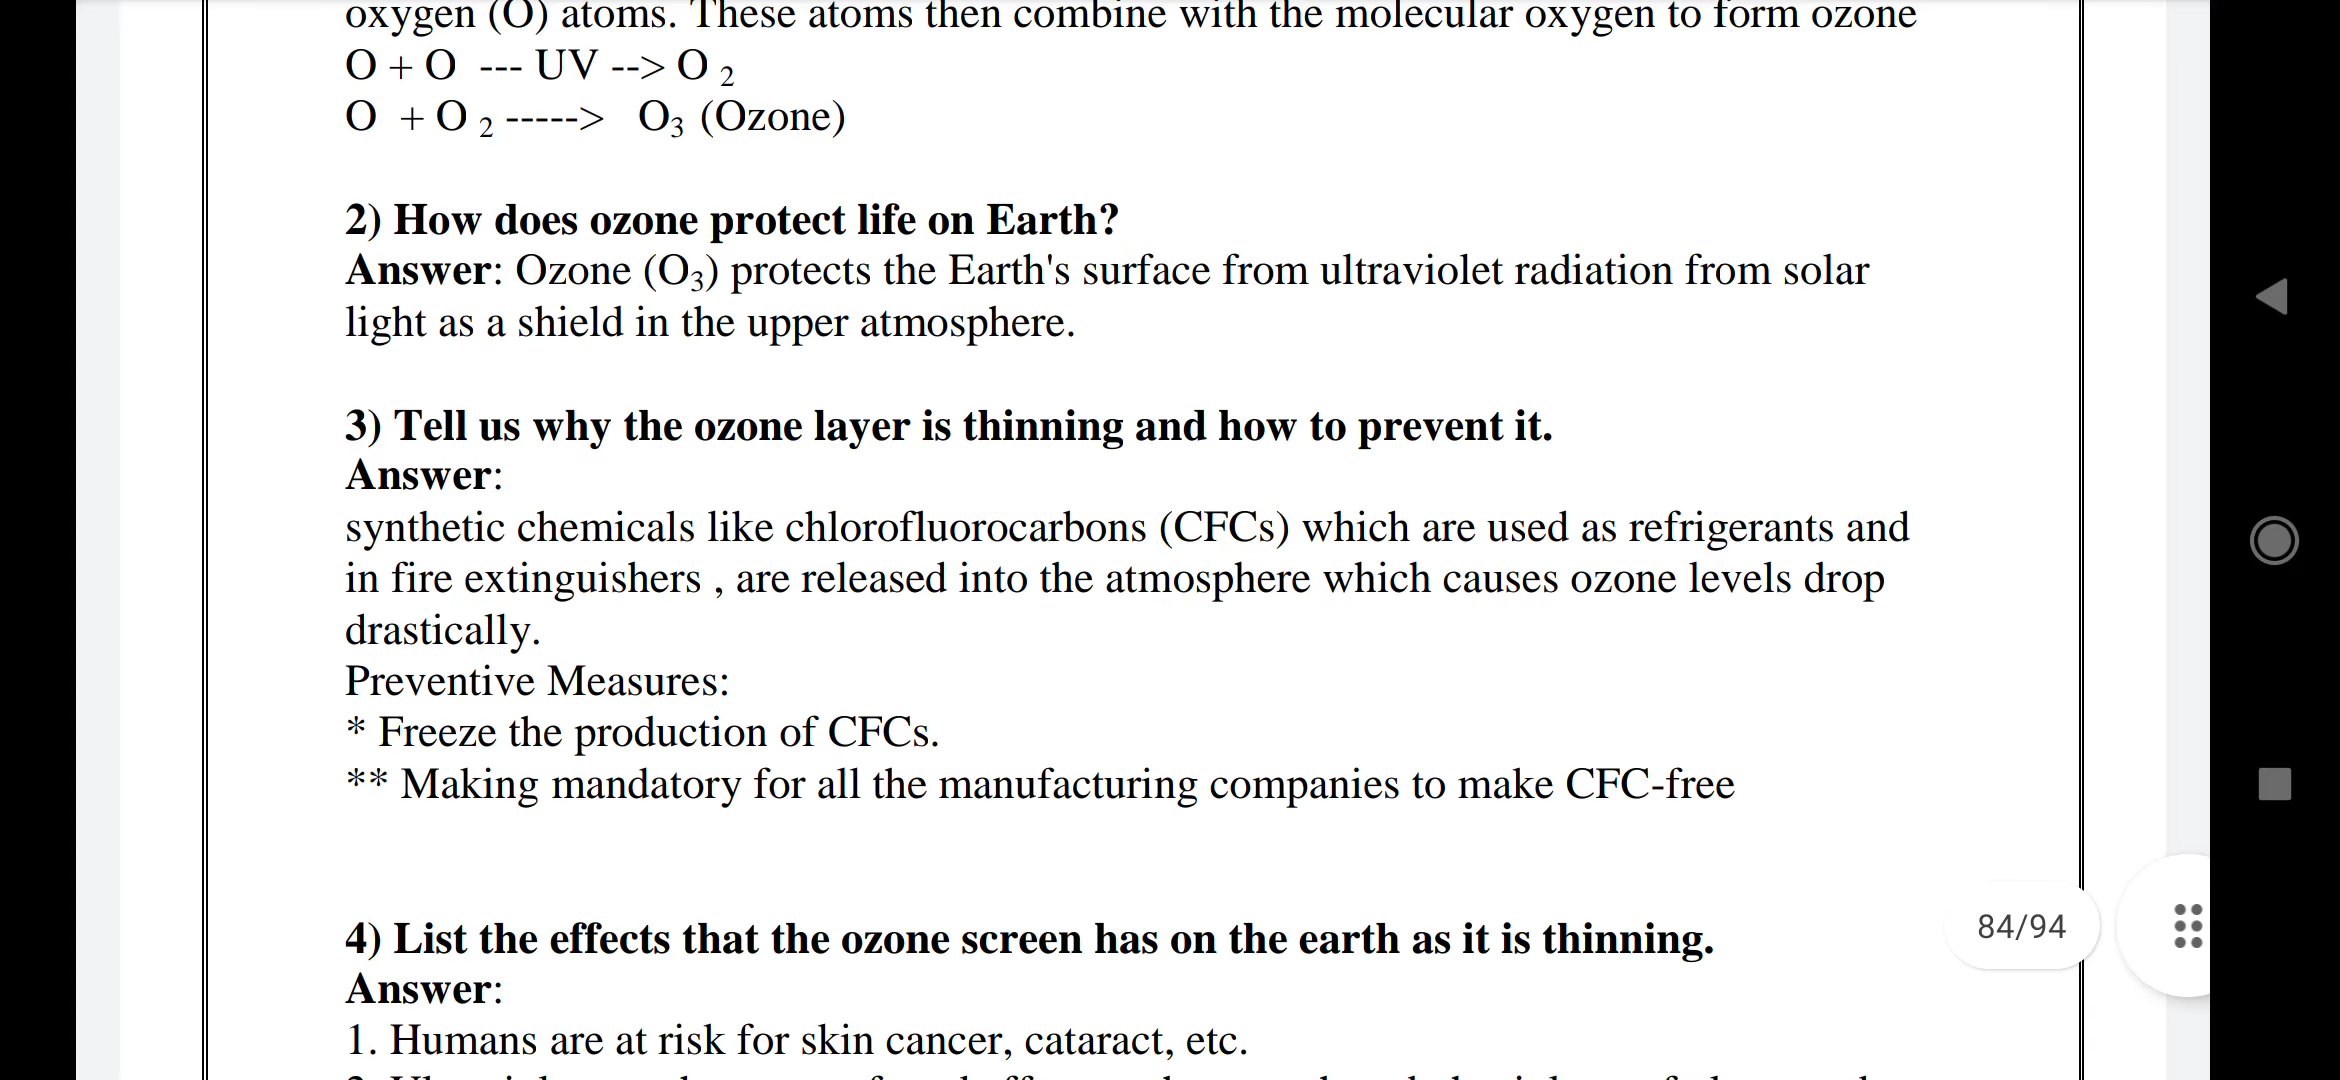 oxygen (O) atoms. These atoms then combine with the molecular oxygen to form ozone
O + O --- UV --> O 2
O + O 2 -----> O3 (Ozone)
2) How does ozone protect life on Earth?
Answer: Ozone (O3) protects the Earth's surface from ultraviolet radiation from solar
light as a shield in the upper atmosphere.
3) Tell us why the ozone layer is thinning and how to prevent it.
Answer:
synthetic chemicals like chlorofluorocarbons (CFCs) which are used as refrigerants and
in fire extinguishers , are released into the atmosphere which causes ozone levels drop
drastically.
Preventive Measures:
* Freeze the production of CFCs.
** Making mandatory for all the manufacturing companies to make CFC-free
4) List the effects that the ozone screen has on the earth as it is thinning.
84/94
Answer:
1. Humans are at risk for skin cancer, cataract, etc.